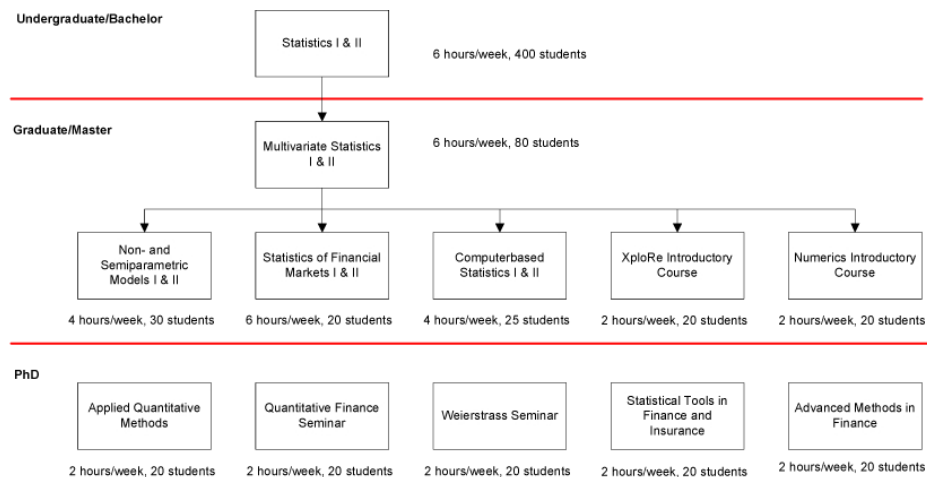 Undergraduate/Bachelor
Statistics I & II
6 hours/week, 400 students
Graduate/Master
Multivariate Statistics
I & II
6 hours/week, 80 students
Non- and
Semiparametric
Models I & II
Statistics of Financial
Markets I & II
Computerbased
Statistics I & II
XploRe Introductory
Course
Numerics Introductory
Course
4 hours/week, 30 students
6 hours/week, 20 students
4 hours/week, 25 students
2 hours/week, 20 students
2 hours/week, 20 students
PhD
Applied Quantitative
Methods
Quantitative Finance
Seminar
Weierstrass Seminar
Statistical Tools in
Finance and
Insurance
Advanced Methods in
Finance
2 hours/week, 20 students
2 hours/week, 20 students
2 hours/week, 20 students
2 hours/week, 20 students
2 hours/week, 20 students